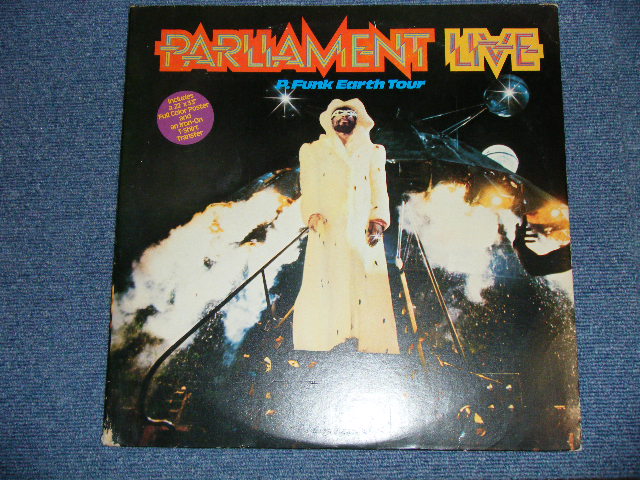 PARLIAMENT LIVE
P. Funk Earth Tour
Includes
a 22" x 33"
Full Color Poster
and
an Iron-On
T-Shirt
Transfer